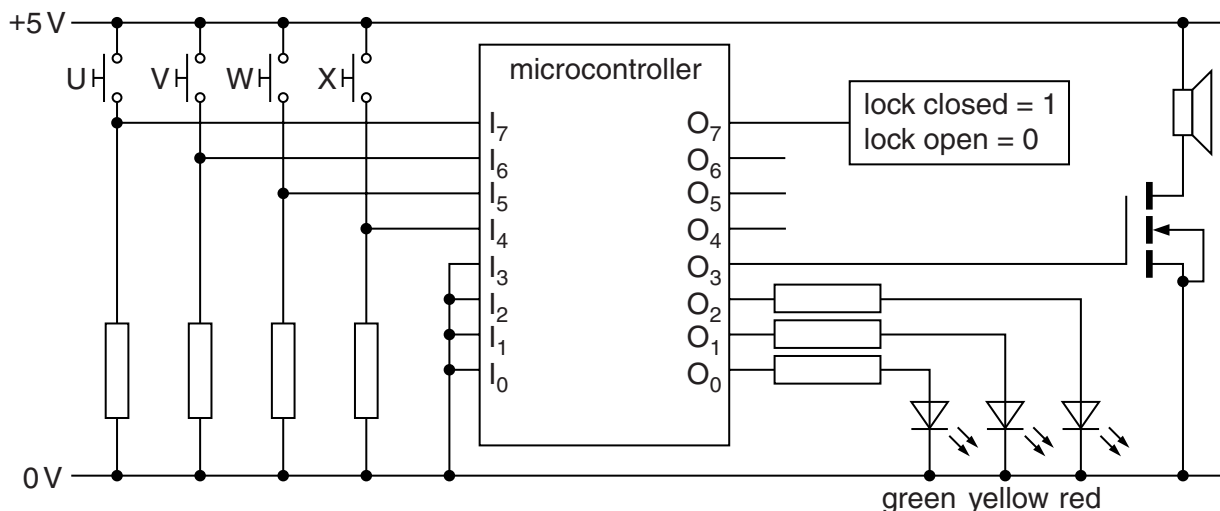 +5 V
U
V
W
X
microcontroller
I₇
I₆
I₅
I₄
I₃
I₂
I₁
I₀
O₇
O₆
O₅
O₄
O₃
O₂
O₁
O₀
lock closed = 1
lock open = 0
0 V
green yellow red